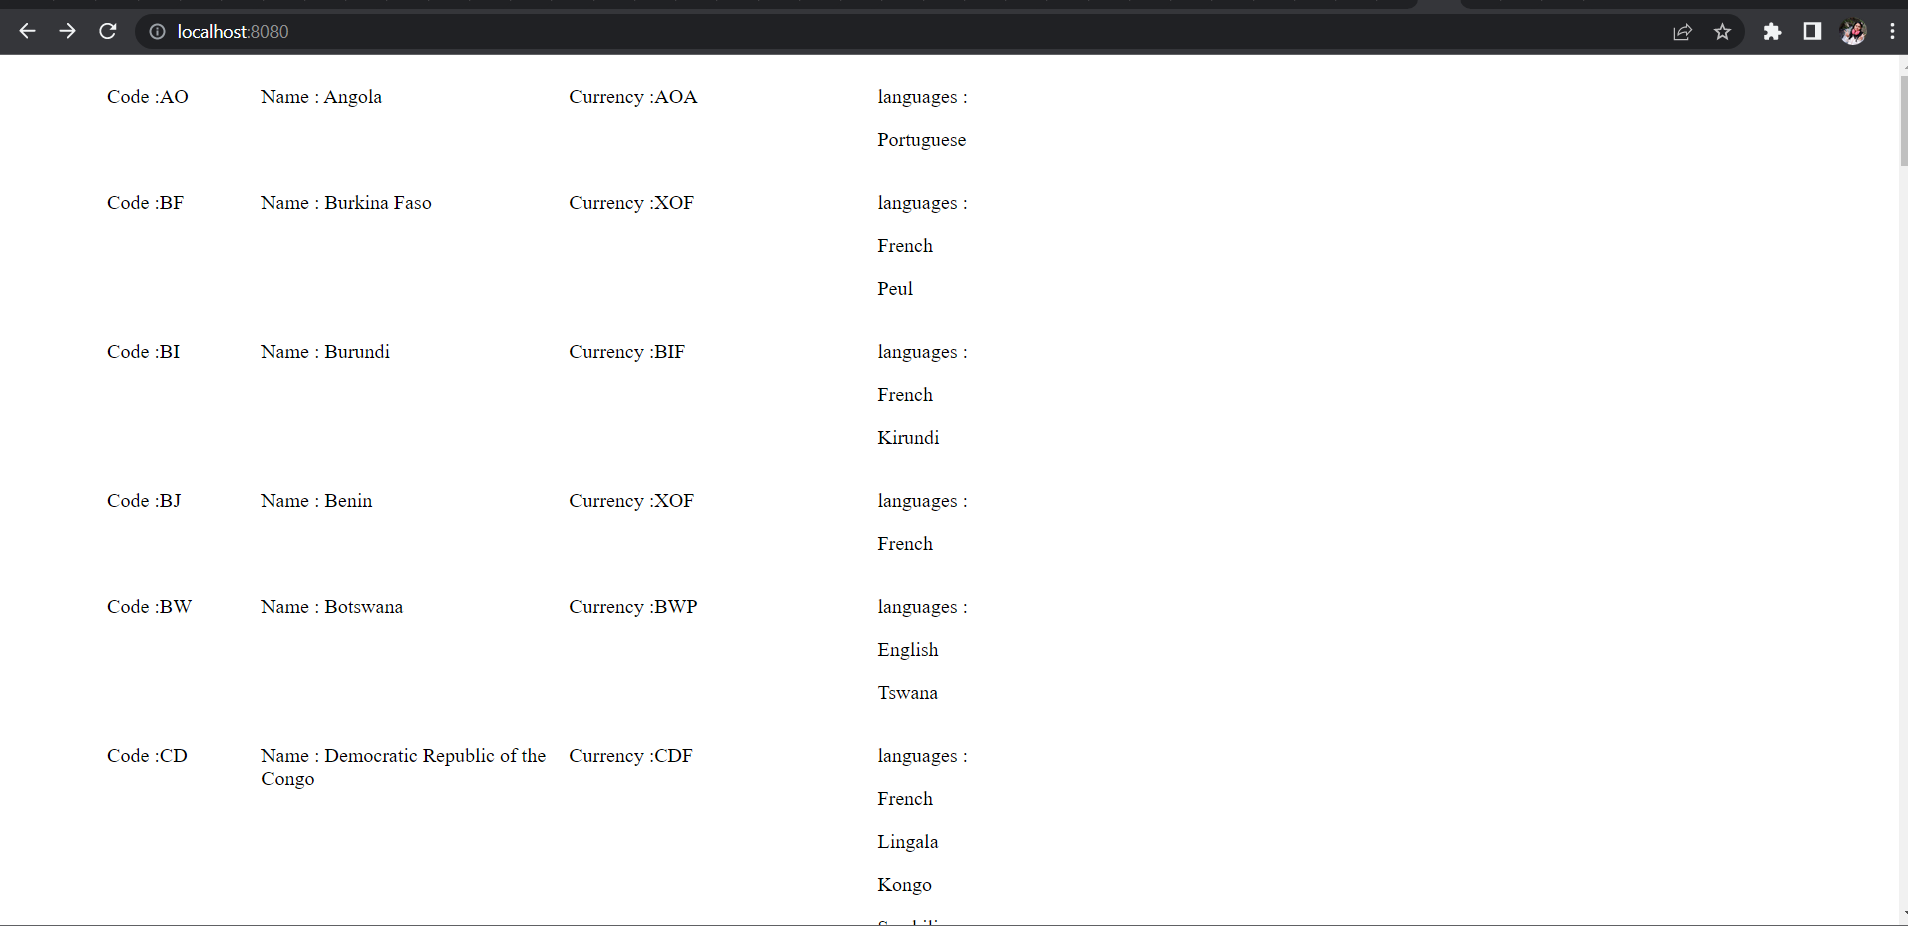 localhost:8080
Code :AO Name : Angola Currency :AOA languages :
Portuguese
Code :BF Name : Burkina Faso Currency :XOF languages :
French
Peul
Code :BI Name : Burundi Currency :BIF languages :
French
Kirundi
Code :BJ Name : Benin Currency :XOF languages :
French
Code :BW Name : Botswana Currency :BWP languages :
English
Tswana
Code :CD Name : Democratic Republic of the Currency :CDF languages :
Congo
French
Lingala
Kongo